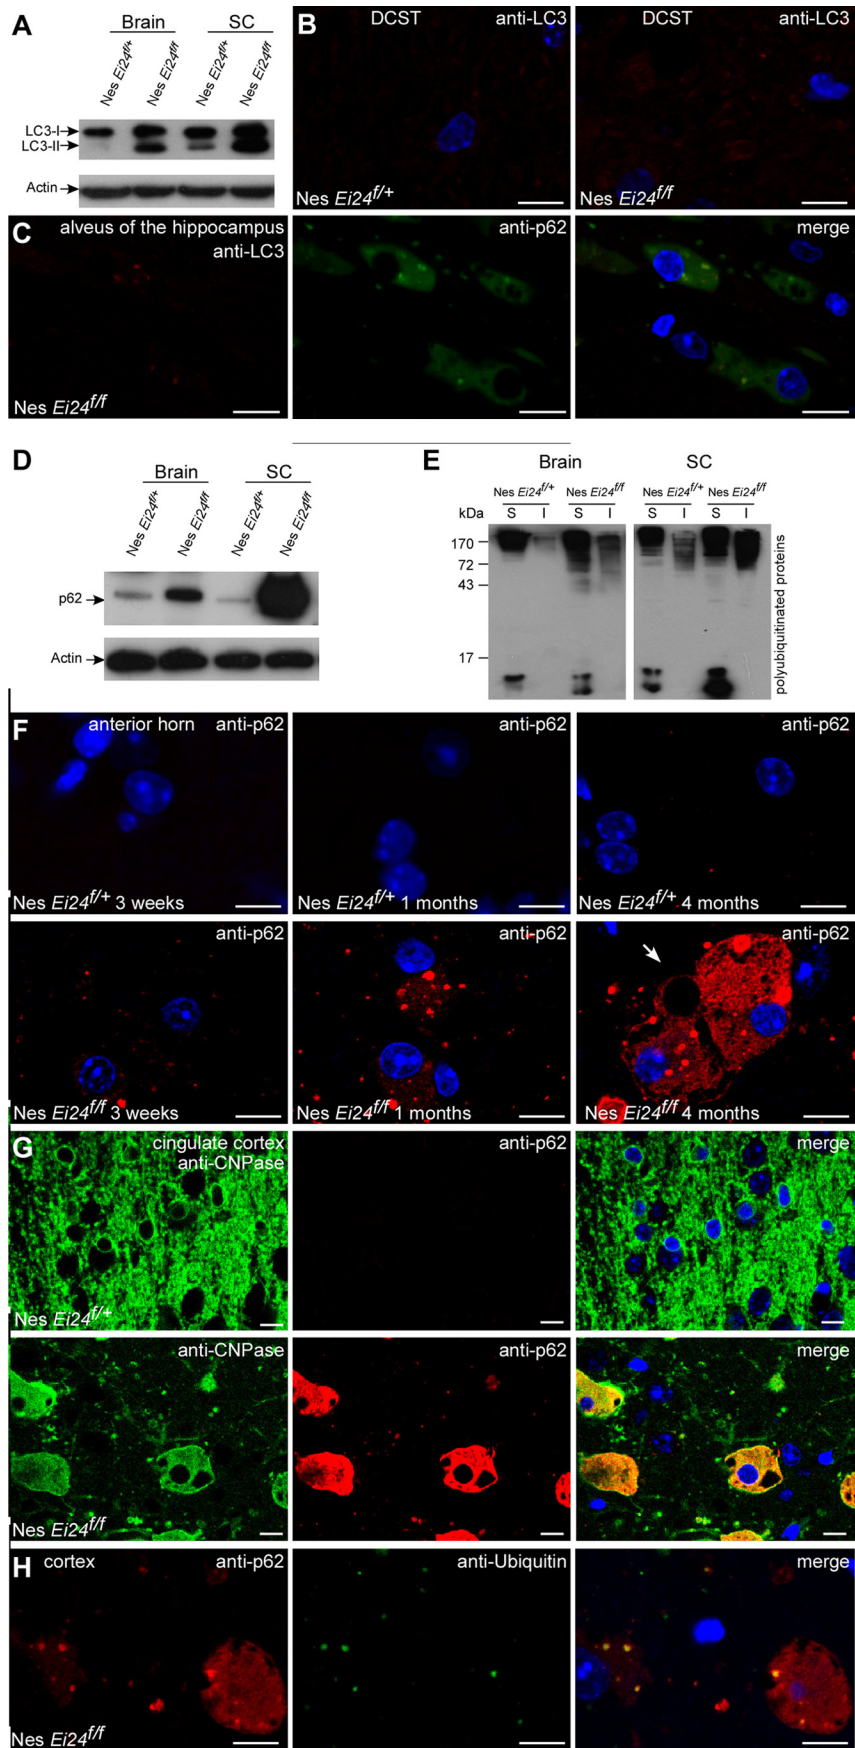 A
Brain SC
Nes Ei24f/+ Nes Ei24f/f Nes Ei24f/+ Nes Ei24f/f
LC3-I
LC3-II
Actin
B DCST anti-LC3 DCST anti-LC3
Nes Ei24f/+ Nes Ei24f/f
C alveus of the hippocampus anti-p62 merge
anti-LC3
Nes Ei24f/f
D
Brain SC
Nes Ei24f/+ Nes Ei24f/f Nes Ei24f/+ Nes Ei24f/f
p62
Actin
E
Brain SC
Nes Ei24f/+ Nes Ei24f/f Nes Ei24f/+ Nes Ei24f/f
kDa S I S I S I S I
170
72
43
17
polyubiquitinated proteins
F anterior horn anti-p62 anti-p62 anti-p62
Nes Ei24f/+ 3 weeks Nes Ei24f/+ 1 months Nes Ei24f/+ 4 months
anti-p62 anti-p62 anti-p62
Nes Ei24f/f 3 weeks Nes Ei24f/f 1 months Nes Ei24f/f 4 months
G cingulate cortex anti-p62 merge
anti-CNPase
Nes Ei24f/+
anti-CNPase anti-p62 merge
Nes Ei24f/f
H cortex anti-p62 anti-Ubiquitin merge
Nes Ei24f/f